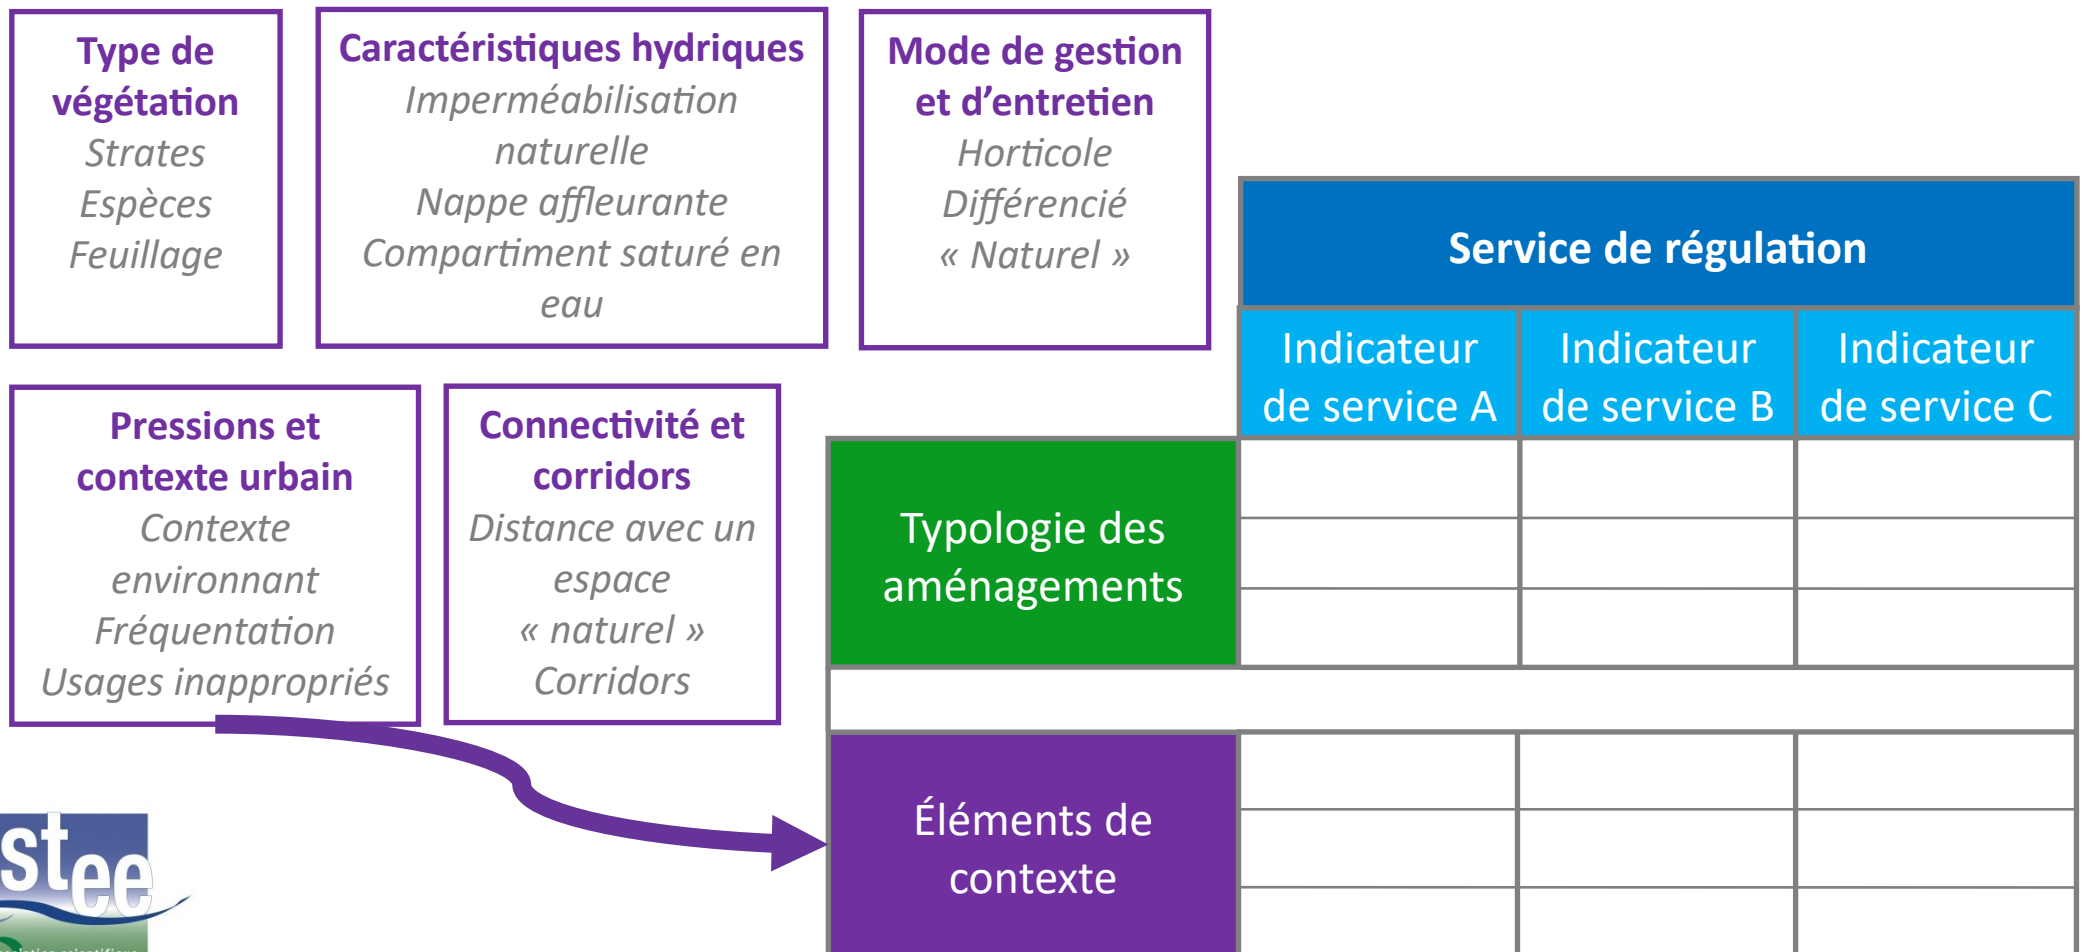 Type de
végétation
Strates
Espèces
Feuillage
Caractéristiques hydriques
Imperméabilisation
naturelle
Nappe affleurante
Compartiment saturé en
eau
Mode de gestion
et d’entretien
Horticole
Différencié
« Naturel »
Pressions et
contexte urbain
Contexte
environnant
Fréquentation
Usages inappropriés
Connectivité et
corridors
Distance avec un
espace
« naturel »
Corridors
Service de régulation
Indicateur
de service A
Indicateur
de service B
Indicateur
de service C
Typologie des
aménagements
Éléments de
contexte
stee